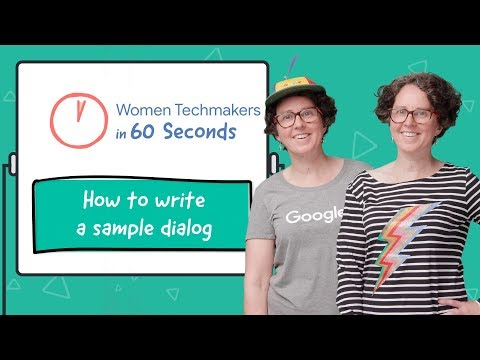 Women Techmakers
in 60 Seconds
How to write
a sample dialog
Google